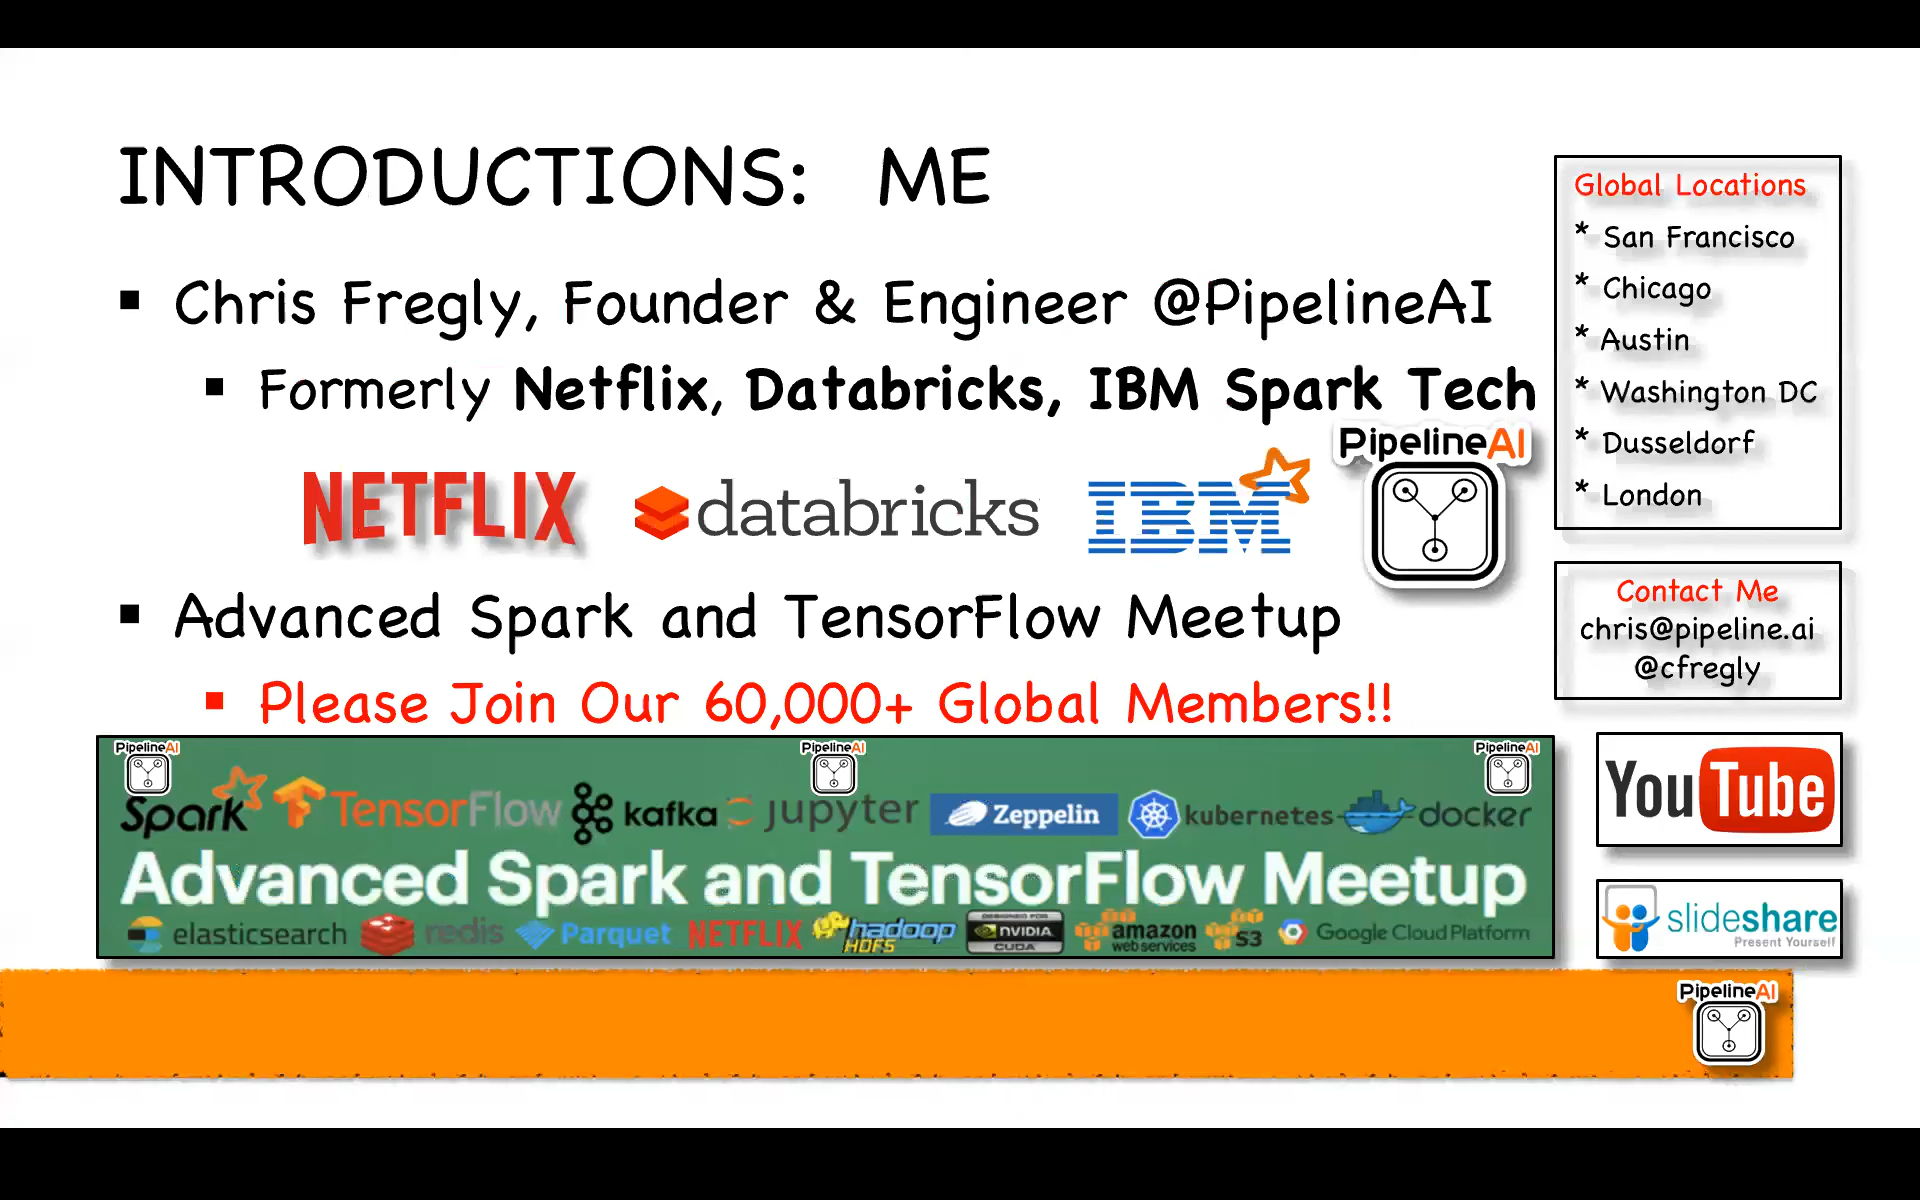 INTRODUCTIONS: ME
▪ Chris Fregly, Founder & Engineer @PipelineAI
▪ Formerly Netflix, Databricks, IBM Spark Tech
NETFLIX databricks IBM PipelineAI
▪ Advanced Spark and TensorFlow Meetup
▪ Please Join Our 60,000+ Global Members!!
PipelineAI PipelineAI PipelineAI
Spark TensorFlow kafka jupyter Zeppelin kubernetes docker
Advanced Spark and TensorFlow Meetup
elasticsearch redis Parquet NETFLIX hadoop HDFS DESIGNED FOR NVIDIA CUDA amazon web services S3 Google Cloud Platform
Global Locations
* San Francisco
* Chicago
* Austin
* Washington DC
* Dusseldorf
* London
Contact Me
chris@pipeline.ai
@cfregly
YouTube
slideshare
Present Yourself
PipelineAI